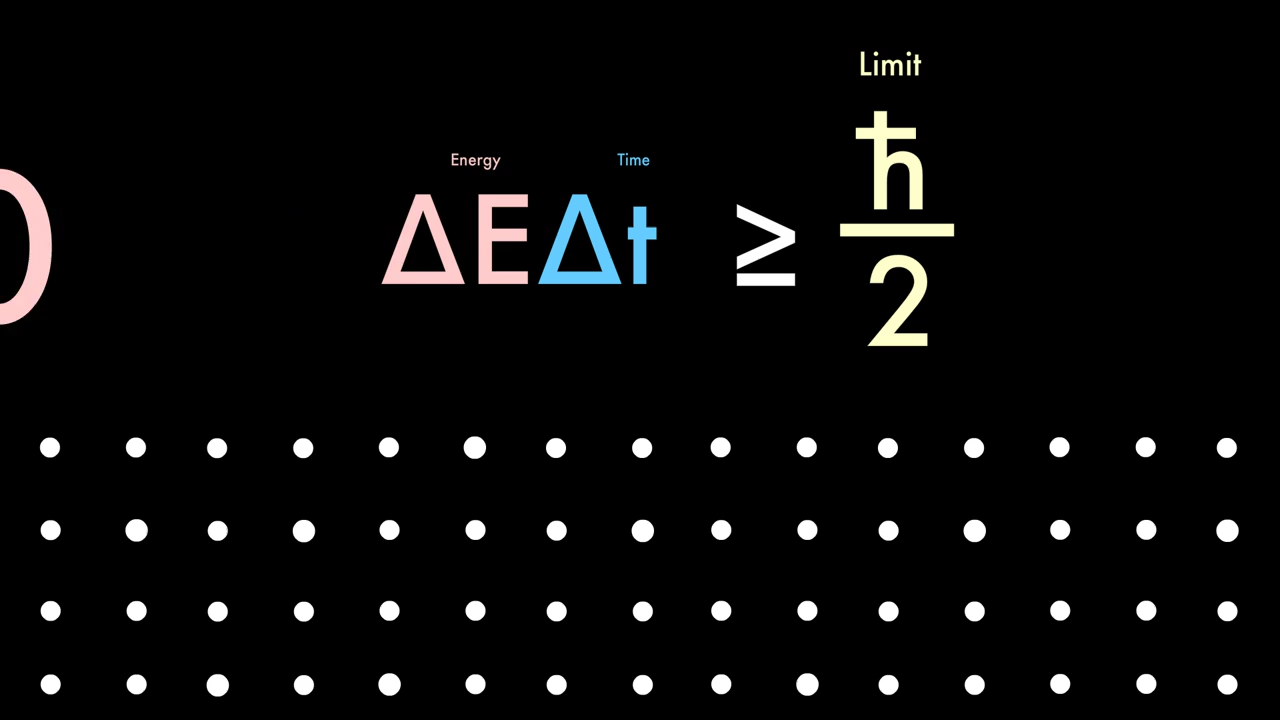 Limit
Energy Time
ΔEΔt ≥ ħ/2